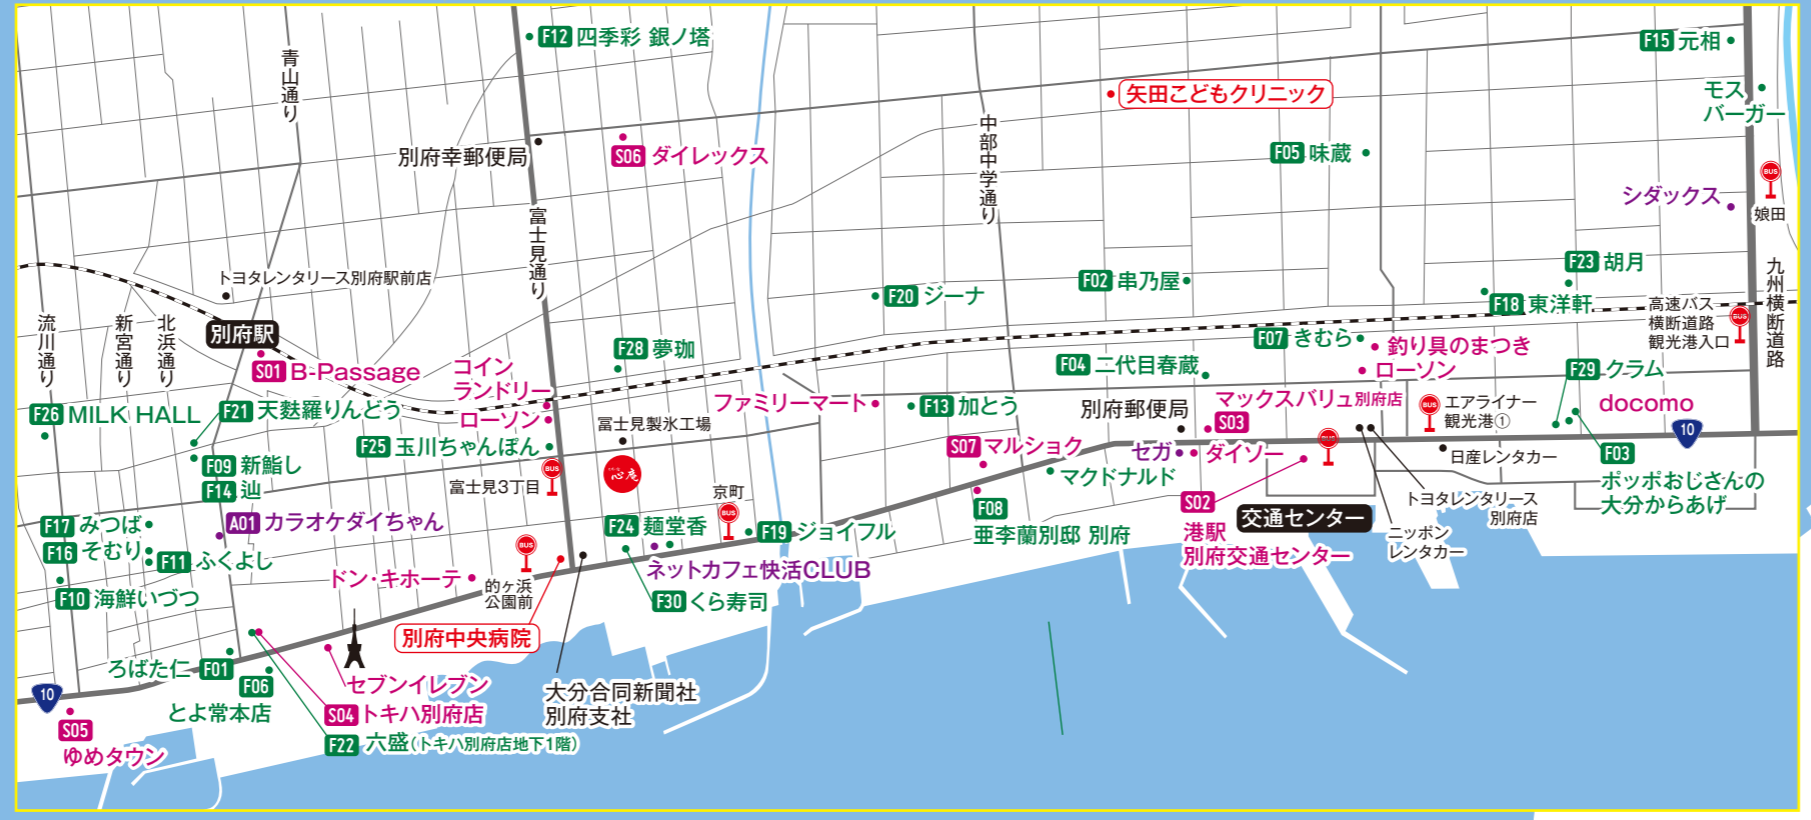 F12 四季彩 銀ノ塔
F15 元相
青山通り
モス
バーガー
矢田こどもクリニック
中部中学通り
別府幸郵便局
S06 ダイレックス
F05 味蔵
BUS
シダックス
娘田
富士見通り
トヨタレンタリース別府駅前店
F20 ジーナ
F02 串乃屋
F23 胡月
F18 東洋軒
高速バス
横断道路
観光港入口
BUS
九州横断道路
流川通り
新宮通り
北浜通り
別府駅
S01 B-Passage
コイン
ランドリー
ローソン
F28 夢珈
F07 きむら
釣り具のまつき
ローソン
F04 二代目春蔵
F29 クラム
F26 MILK HALL
F21 天麩羅りんどう
ファミリーマート
F13 加とう
別府郵便局
マックスバリュ別府店
S03
BUS
エアライナー
観光港①
docomo
10
富士見製氷工場
F25 玉川ちゃんぽん
S07 マルショク
セガ
ダイソー
BUS
日産レンタカー
F03
ポッポおじさんの
大分からあげ
F09 新鮨し
F14 辿
富士見3丁目
BUS
心庵
京町
BUS
マクドナルド
トヨタレンタリース
別府店
ニッポン
レンタカー
F17 みつば
F16 そむり
A01 カラオケダイちゃん
F11 ふくよし
F24 麺堂香
F19 ジョイフル
F08
亜李蘭別邸 別府
S02
港駅
別府交通センター
交通センター
F10 海鮮いづつ
ドン・キホーテ
BUS
的ヶ浜
公園前
ネットカフェ快活CLUB
F30 くら寿司
別府中央病院
ろばた仁 F01
F06
とよ常本店
セブンイレブン
S04 トキハ別府店
F22 六盛(トキハ別府店地下1階)
大分合同新聞社
別府支社
10
S05
ゆめタウン